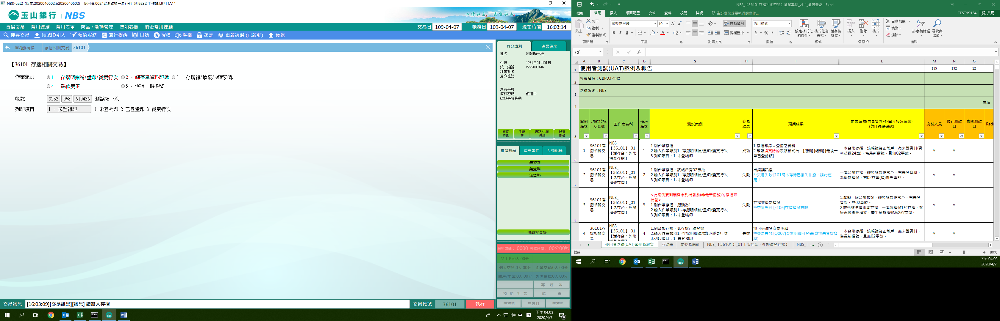 NBS-uat2 (版本:2020040602.b2020040602) 使用者:00242(測試櫃一辰) 分行別:9232 工作站:L9711A11
玉山銀行 | NBS
心清如玉 義重如山
自選交易 常用連結 常用表單 商品 / 活動管理 智能客服 消金常用連結
交易日 109-04-07 帳務日 109-04-07 現在時間 16:03:14
搜尋交易 帳號ID引入 預約服務 蒞行提醒 日誌 授權 廣播 鎖定 重啟週邊 (已啟動) 簽退
單/摺(補換.. 存摺相關交易 36101
【36101 存摺相關交易】
作業類別 1 - 存摺明細補/重印/變更行次 2 - 綜存單資料印錄 3 - 存摺補/換發/封面列印
4 - 磁條更正 5 - 恢復一摺多幣
帳號 9232 968 610436 測試顏一地
列印項目 1 - 未登補印 1-未登補印 2-已登重印 3-變更行次
身分識別 產品往來
姓名 測試顏一地
生日 1981年01月01日
統一編號 C299000446
理專姓名
身分註記
注意事項
簡訊密碼 使用中
近期事故異動
顧客資訊 手續費 通路/共同行銷 顧客影像
推薦商品 重要事件 互動記錄
無資料
無資料
無資料
一般轉介登錄
服務號碼： 0000 等候時間： 00分00秒
ＶＩＰ:0人 00分
個人交易:0人 00分 企業交易:0人 00分
開戶/申請:0人 00分 外匯業務:0人 00分
再 呼 叫
預 約 叫 號 結 束
無資料 無資料 無資料
交易訊息 [16:03:09][交易訊息][訊息] 請放入存摺 交易代號 36101 執行
中 下午 04:03
2020/4/7
4
NBS_【36101存摺相關交易】測試案例_v1.4_測資盤點 - Excel
檔案 常用 插入 版面配置 公式 資料 校閱 檢視 告訴我您想要執行的動作... TEST19134 共用
貼上 剪下 複製 複製格式
微軟正黑體 10
B I U
自動換列
跨欄置中
通用格式
$ %
設定格式化的條件 格式化為表格 儲存格樣式
插入 刪除 格式
自動加總 填滿 清除
排序與篩選 尋找與選取
剪貼簿 字型 對齊方式 數值 樣式 儲存格 編輯
O6 fx
A B C D G H I L M N O
1 使用者測試(UAT)案例＆報告 155 132 12
2 專案名稱：CBP03 存款
3 測試系統：NBS
4 專項
5 案例編號 功能代號及名稱 工作表名稱 情境編號 測試案例 交易結果 預期結果 前置準備(包含資料/外圍介接系統等)
(與IT討論確認) 測試人員 預計測試日 實際測試日
6 1 36101存摺相關交易 NBS_【36101】_01【活存台、外幣補登存摺】 1
1.刷台幣存摺
2.輸入作業類別1.-存摺明細補/重印/變更行次
3.列印項目：1-未登補印
成功
1.存摺印錄未登摺之資料
2.確認換頁時的表頭格式為：[摺號] [帳號] [最後一筆已登餘額]
一本台幣存摺，該帳號為正常戶，有未登資料(資料超過24筆)，為最新摺號，且無02事故。
V V
7 2 36101存摺相關交易 NBS_【36101】_01【活存台、外幣補登存摺】 2
1.刷台幣存摺，該帳戶有02事故
2.輸入作業類別1.-存摺明細補/重印/變更行次
3.列印項目：1-未登補印
失敗
出錯誤訊息
**交易失敗:[1016]本存簿已掛失作廢，請勿使用！！
一本台幣存摺，該帳號為正常戶，有未登資料，為最新摺號，有02存單(摺)掛失事故。
V V
8 3 36101存摺相關交易 NBS_【36101】_01【活存台、外幣補登存摺】 3
<此案例要測顧客拿到補發前(非最新摺號)的存摺來補登>
1.刷台幣存摺，摺號為1
2.輸入作業類別1.-存摺明細補/重印/變更行次
3.列印項目：1-未登補印
失敗
存摺非最新摺號
**交易失敗:[E106]存摺摺號有誤
1.產製一個台幣帳號，該帳號為正常戶，有未登資料，無02事故。
2.該帳號準備兩本存摺：一本為摺號1的存摺，然後再做掛失補發，產生最新摺號為2的存摺。
V V
4 36101存摺相關交易 NBS_【36101】_01【活存台、外幣補登存摺】 4
1.刷台幣存摺，此存摺已補登過
2.輸入作業類別1.-存摺明細補/重印/變更行次
3.列印項目：1-未登補印
失敗
無可供補登交易明細
**交易失敗:[Q007]查無明細可登錄(查無未登摺資料)
一本台幣存摺，該帳號為正常戶，無未登資料，為最新摺號，且無02事故。
V V
使用者測試(UAT)案例＆報告 互助表 本交易統計 NBS_【36101】_01【活存台、外幣補登存摺】 NBS_ ...
就緒 80%
下午 04:03
2020/4/7